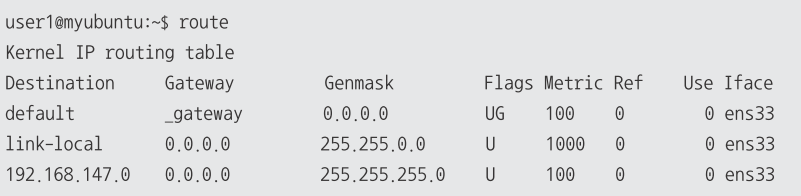 user1@myubuntu:~$ route
Kernel IP routing table
Destination Gateway Genmask Flags Metric Ref Use Iface
default _gateway 0.0.0.0 UG 100 0 0 ens33
link-local 0.0.0.0 255.255.0.0 U 1000 0 0 ens33
192.168.147.0 0.0.0.0 255.255.255.0 U 100 0 0 ens33